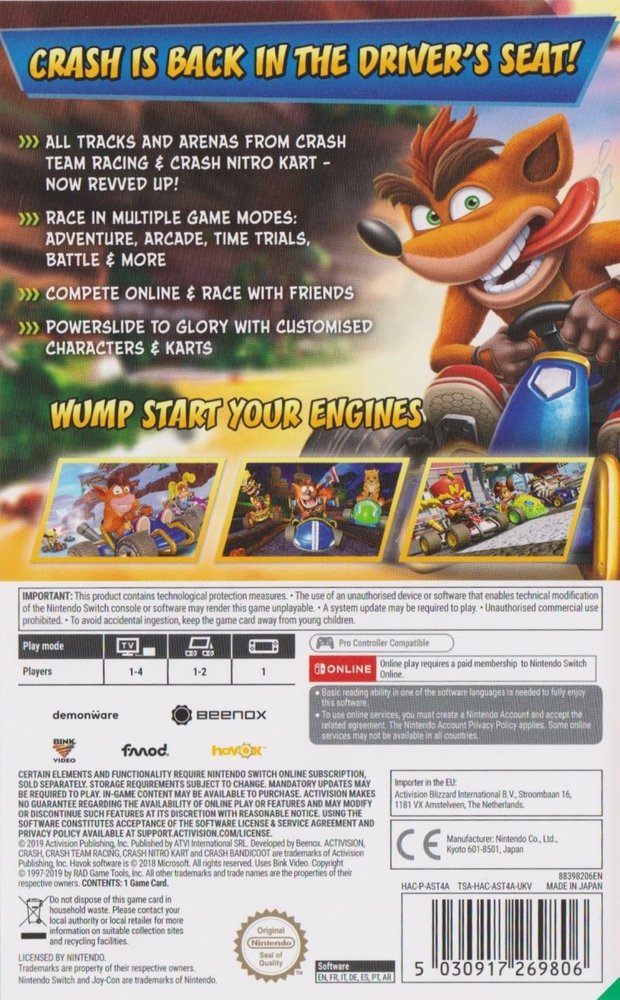 CRASH IS BACK IN THE DRIVER'S SEAT!
ALL TRACKS AND ARENAS FROM CRASH
TEAM RACING & CRASH NITRO KART –
NOW REVVED UP!
RACE IN MULTIPLE GAME MODES:
ADVENTURE, ARCADE, TIME TRIALS,
BATTLE & MORE
COMPETE ONLINE & RACE WITH FRIENDS
POWERSLIDE TO GLORY WITH CUSTOMISED
CHARACTERS & KARTS
WUMP START YOUR ENGINES
IMPORTANT: This product contains technological protection measures. • The use of an unauthorised device or software that enables technical modification
of the Nintendo Switch console or software may render this game unplayable. • A system update may be required to play. • Unauthorised commercial use
prohibited. • To avoid accidental ingestion, keep the game card away from young children.
Play mode TV
Players 1-4 1-2 1
Pro Controller Compatible
ONLINE Online play requires a paid membership to Nintendo Switch
Online.
• Basic reading ability in one of the software languages is needed to fully enjoy
this software.
• To use online services, you must create a Nintendo Account and accept the
related agreement. The Nintendo Account Privacy Policy applies. Some online
services may not be available in all countries.
demonware BEENOX
BINK
VIDEO
fmod.
havok
CERTAIN ELEMENTS AND FUNCTIONALITY REQUIRE NINTENDO SWITCH ONLINE SUBSCRIPTION,
SOLD SEPARATELY. STORAGE REQUIREMENTS SUBJECT TO CHANGE. MANDATORY UPDATES MAY
BE REQUIRED TO PLAY. IN-GAME CONTENT MAY BE AVAILABLE TO PURCHASE. ACTIVISION MAKES
NO GUARANTEE REGARDING THE AVAILABILITY OF ONLINE PLAY OR FEATURES AND MAY MODIFY
OR DISCONTINUE SUCH FEATURES AT ITS DISCRETION WITH REASONABLE NOTICE. USING THE
SOFTWARE CONSTITUTES ACCEPTANCE OF THE SOFTWARE LICENSE & SERVICE AGREEMENT AND
PRIVACY POLICY AVAILABLE AT SUPPORT.ACTIVISION.COM/LICENSE.
© 2019 Activision Publishing, Inc. Published by ATVI International SRL. Developed by Beenox. ACTIVISION,
CRASH, CRASH TEAM RACING, CRASH NITRO KART and CRASH BANDICOOT are trademarks of Activision
Publishing, Inc. Havok software is © 2018 Microsoft. All rights reserved. Uses Bink Video. Copyright
© 1997-2019 by RAD Game Tools, Inc. All other trademarks and trade names are the properties of their
respective owners. CONTENTS: 1 Game Card.
Do not dispose of this game card in
household waste. Please contact your
local authority or local retailer for more
information on suitable collection sites
and recycling facilities.
LICENSED BY NINTENDO.
Trademarks are property of their respective owners.
Nintendo Switch and Joy-Con are trademarks of Nintendo.
Original
Nintendo
Seal of
Quality
Software
EN, FR, IT, DE, ES, PT, AR
Importer in the EU:
Activision Blizzard International B.V., Stroombaan 16,
1181 VX Amstelveen, The Netherlands.
CE
Manufacturer: Nintendo Co., Ltd.,
Kyoto 601-8501, Japan
88398206EN
HAC-P-AST4A TSA-HAC-AST4A-UKV MADE IN JAPAN
5 030917 269806